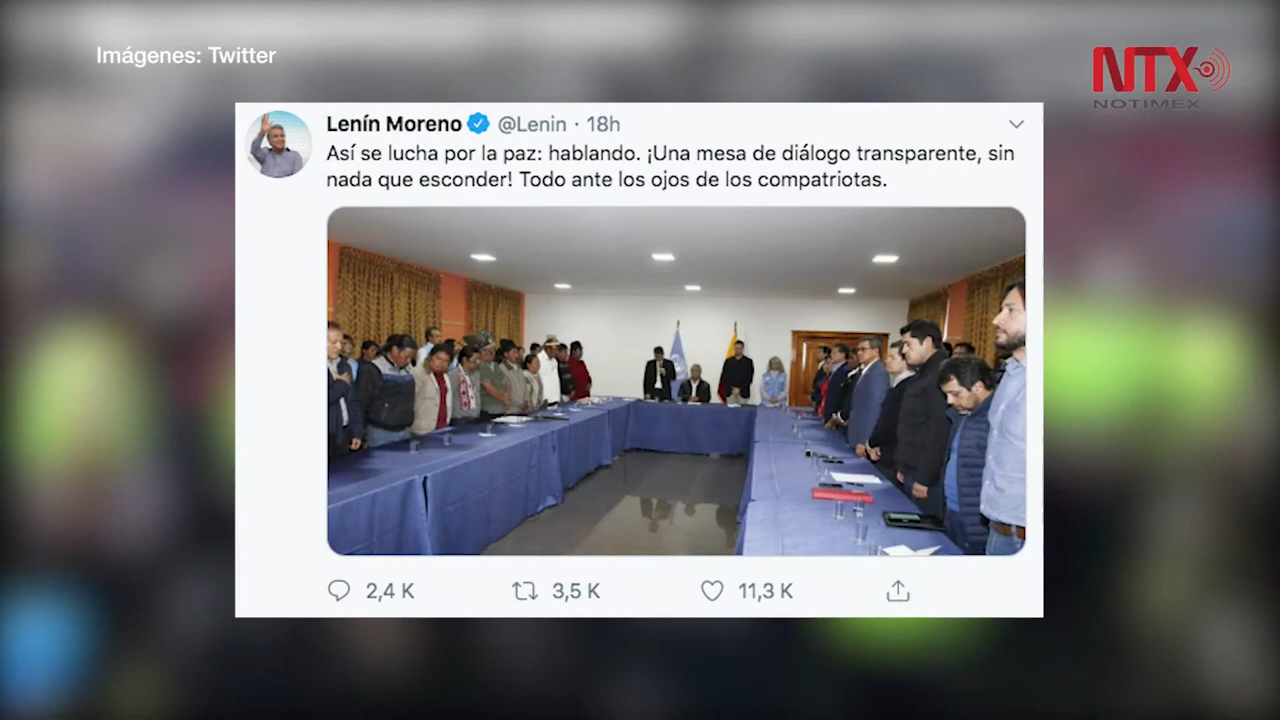 Imágenes: Twitter
NTX
NOTIMEX
Lenín Moreno @Lenin · 18h
Así se lucha por la paz: hablando. ¡Una mesa de diálogo transparente, sin
nada que esconder! Todo ante los ojos de los compatriotas.
2,4 K 3,5 K 11,3 K